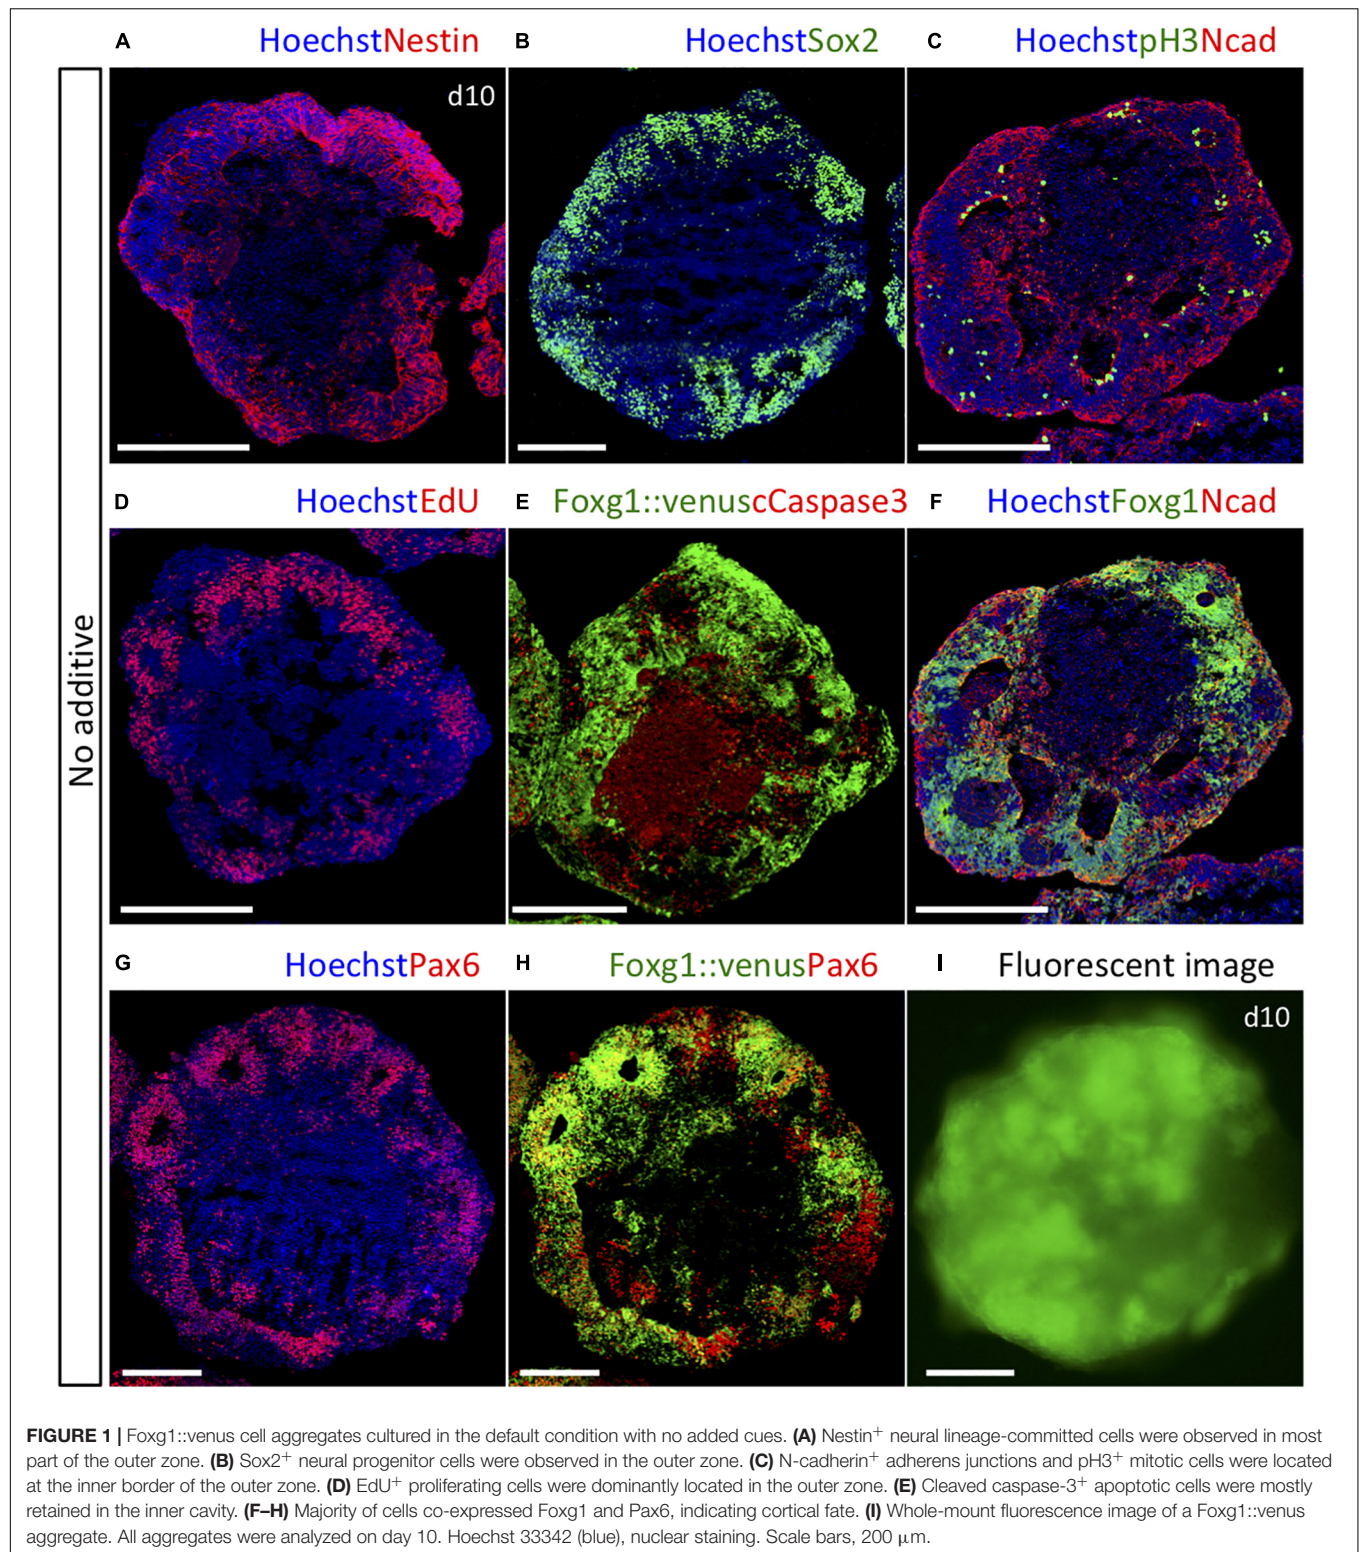 A HoechstNestin
B HoechstSox2
C HoechstpH3Ncad
d10
No additive
D HoechstEdU
E Foxg1::venuscCaspase3
F HoechstFoxg1Ncad
G HoechstPax6
H Foxg1::venusPax6
I Fluorescent image
d10
FIGURE 1 | Foxg1::venus cell aggregates cultured in the default condition with no added cues. (A) Nestin⁺ neural lineage-committed cells were observed in most
part of the outer zone. (B) Sox2⁺ neural progenitor cells were observed in the outer zone. (C) N-cadherin⁺ adherens junctions and pH3⁺ mitotic cells were located
at the inner border of the outer zone. (D) EdU⁺ proliferating cells were dominantly located in the outer zone. (E) Cleaved caspase-3⁺ apoptotic cells were mostly
retained in the inner cavity. (F–H) Majority of cells co-expressed Foxg1 and Pax6, indicating cortical fate. (I) Whole-mount fluorescence image of a Foxg1::venus
aggregate. All aggregates were analyzed on day 10. Hoechst 33342 (blue), nuclear staining. Scale bars, 200 μm.